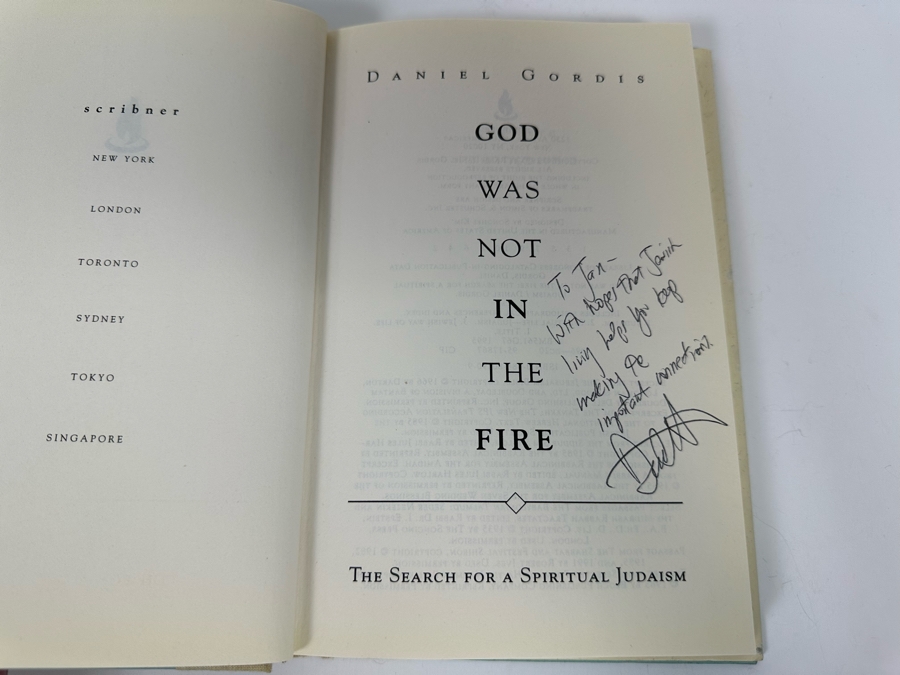 scribner
NEW YORK
LONDON
TORONTO
SYDNEY
TOKYO
SINGAPORE
DANIEL GORDIS
GOD
WAS
NOT
IN
THE
FIRE
To Jan –
With hopes that Jewish
living helps you keep
making the
important connections.
THE SEARCH FOR A SPIRITUAL JUDAISM